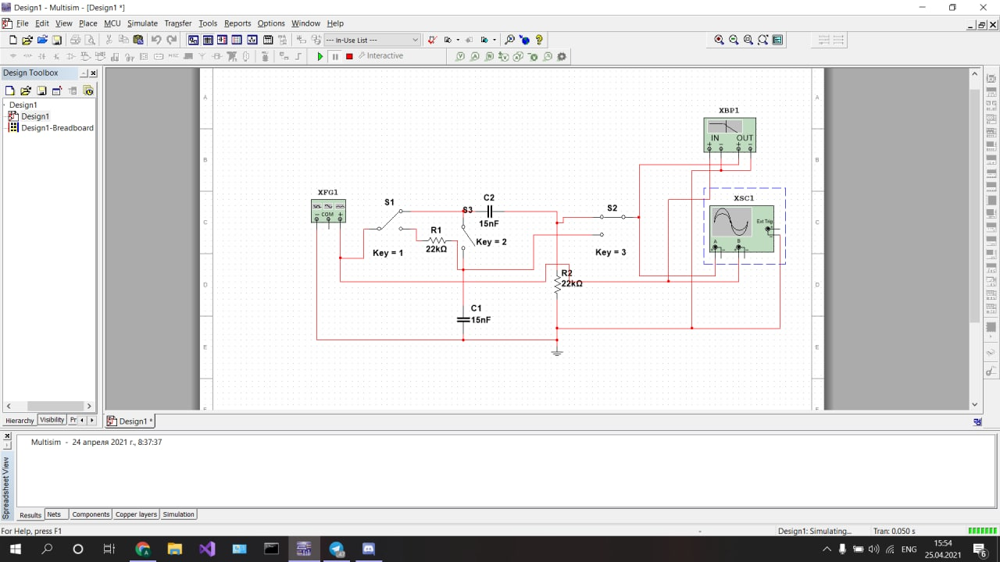 Design1 - Multisim - [Design1 *]
File Edit View Place MCU Simulate Transfer Tools Reports Options Window Help
--- In-Use List ---
Interactive
Design Toolbox
Design1
Design1
Design1-Breadboard
Hierarchy Visibility Pr
A
B
C
D
E
A
B
C
D
E
XBP1
IN OUT
XFG1
COM
S1
Key = 1
R1
22kΩ
S3
Key = 2
C2
15nF
C1
15nF
R2
22kΩ
S2
Key = 3
XSC1
Ext Trig
A B
Design1 *
Multisim - 24 апреля 2021 г., 8:37:37
Spreadsheet View
Results Nets Components Copper layers Simulation
For Help, press F1
- Design1: Simulating... Tran: 0.050 s
ENG
15:54
25.04.2021
6